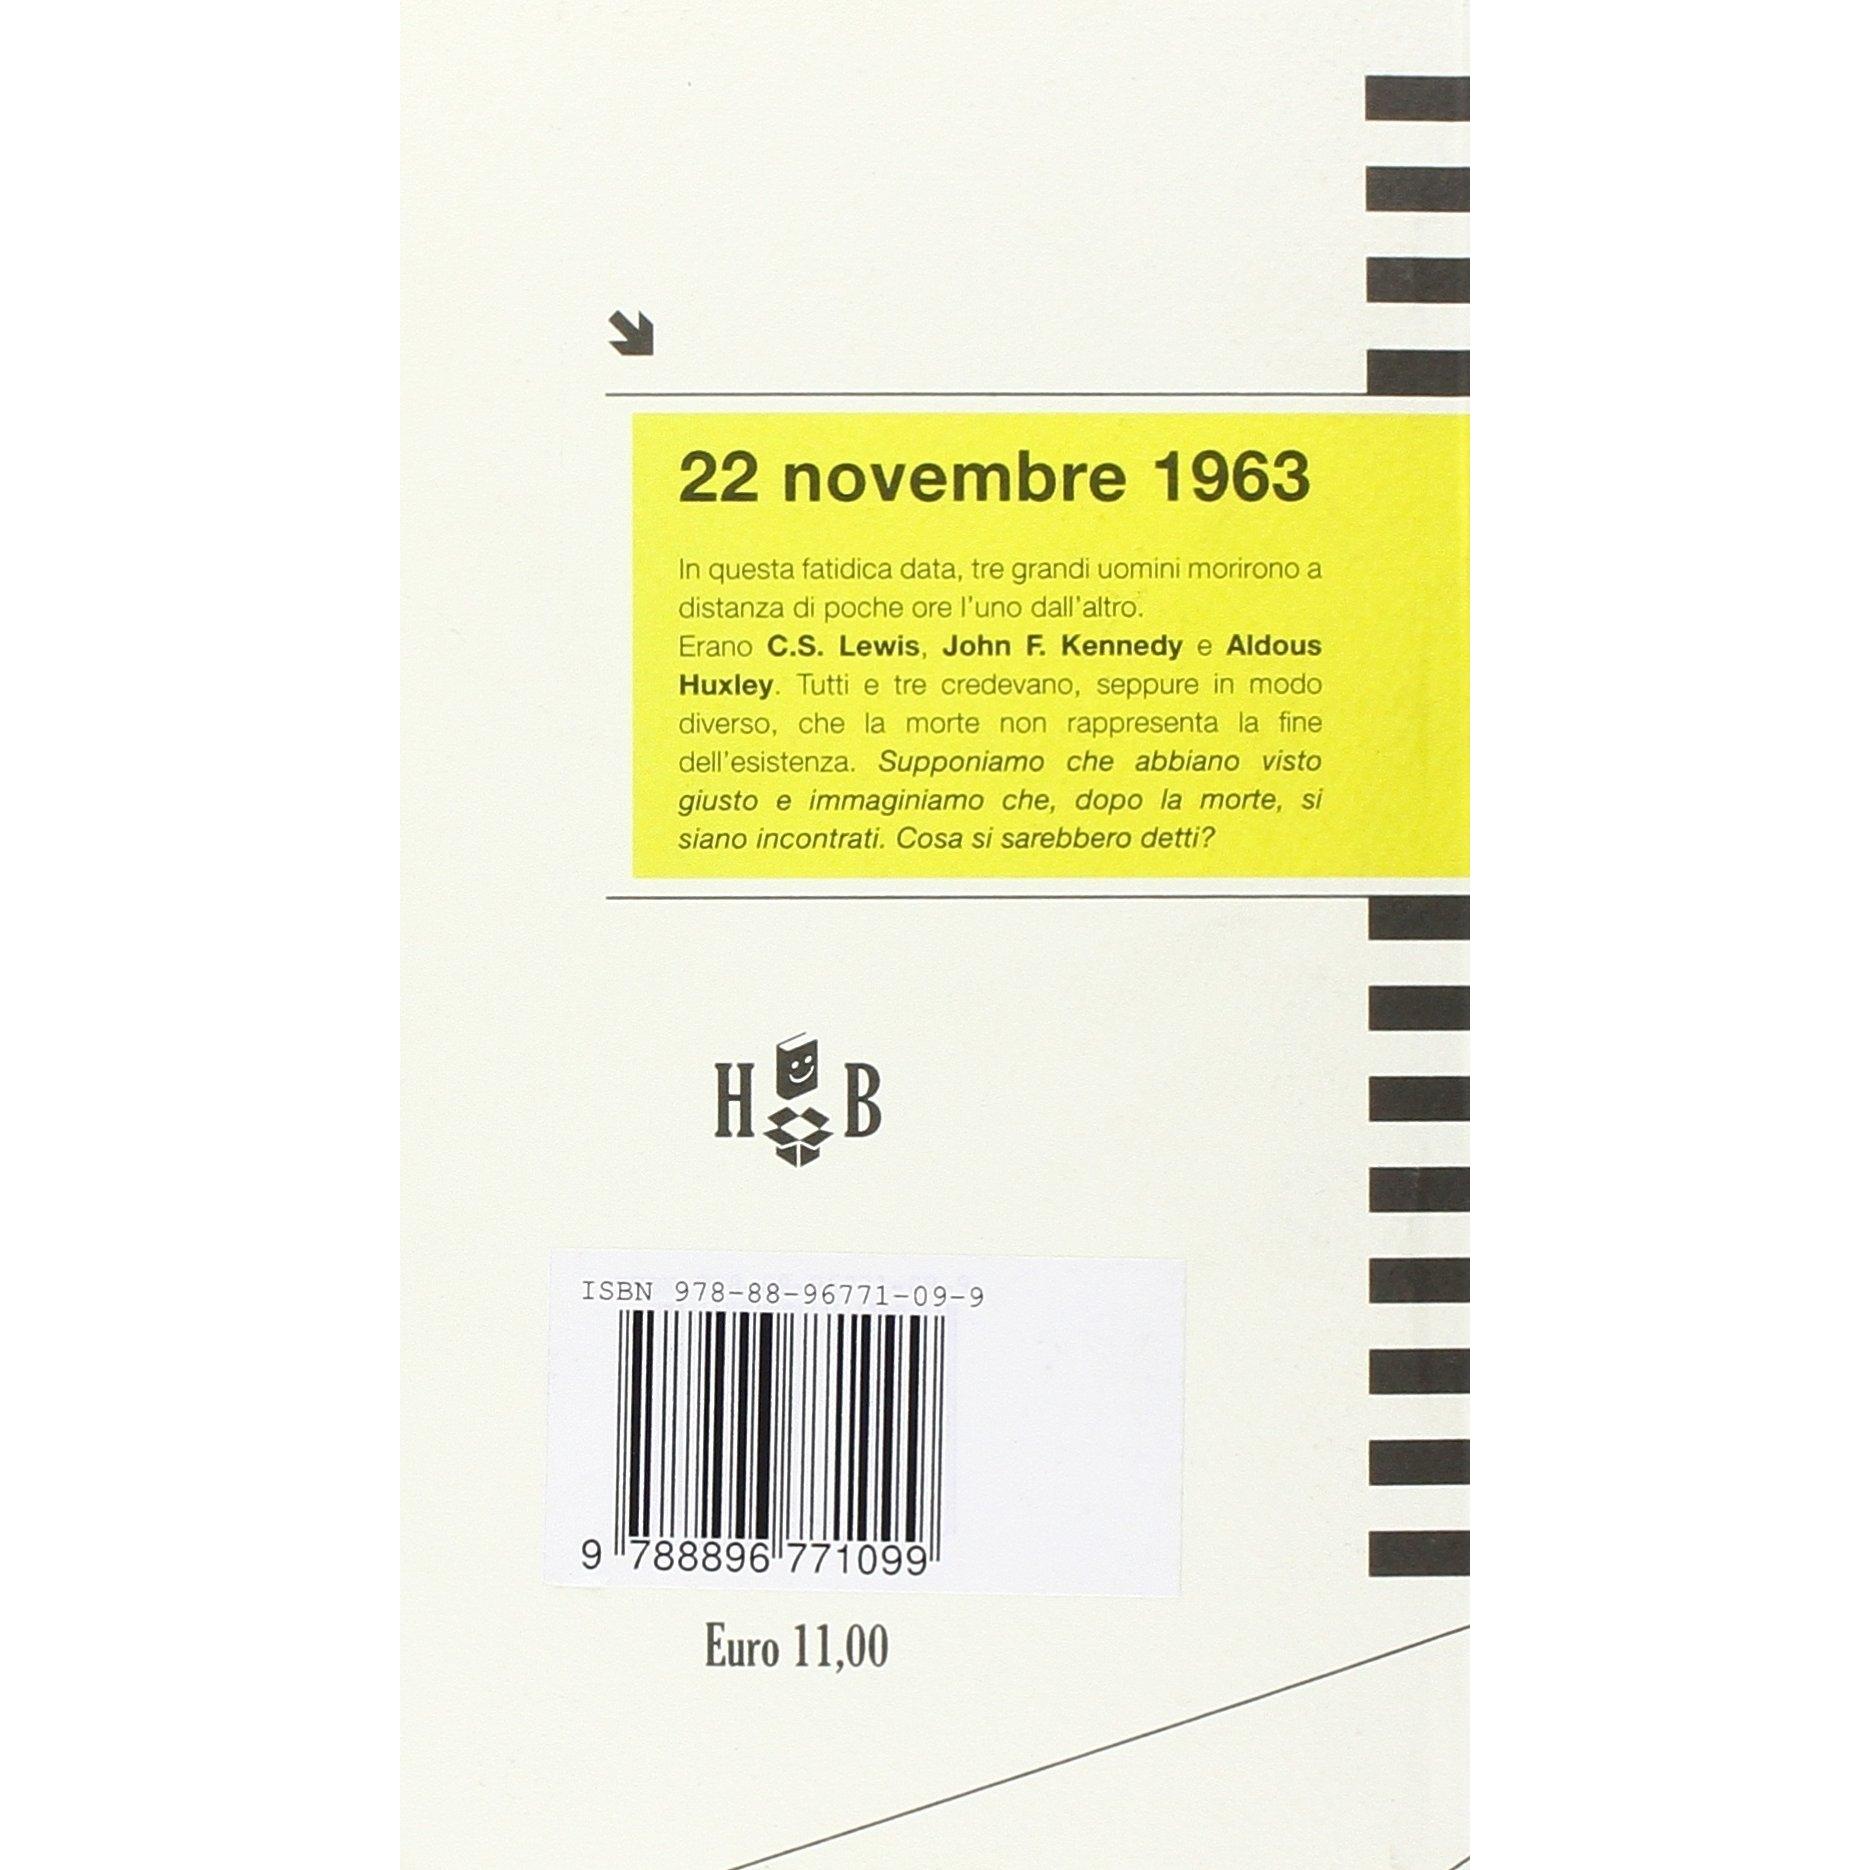 22 novembre 1963
In questa fatidica data, tre grandi uomini morirono a
distanza di poche ore l'uno dall'altro.
Erano C.S. Lewis, John F. Kennedy e Aldous
Huxley. Tutti e tre credevano, seppure in modo
diverso, che la morte non rappresenta la fine
dell'esistenza. Supponiamo che abbiano visto
giusto e immaginiamo che, dopo la morte, si
siano incontrati. Cosa si sarebbero detti?
H B
ISBN 978-88-96771-09-9
9 788896 771099
Euro 11,00